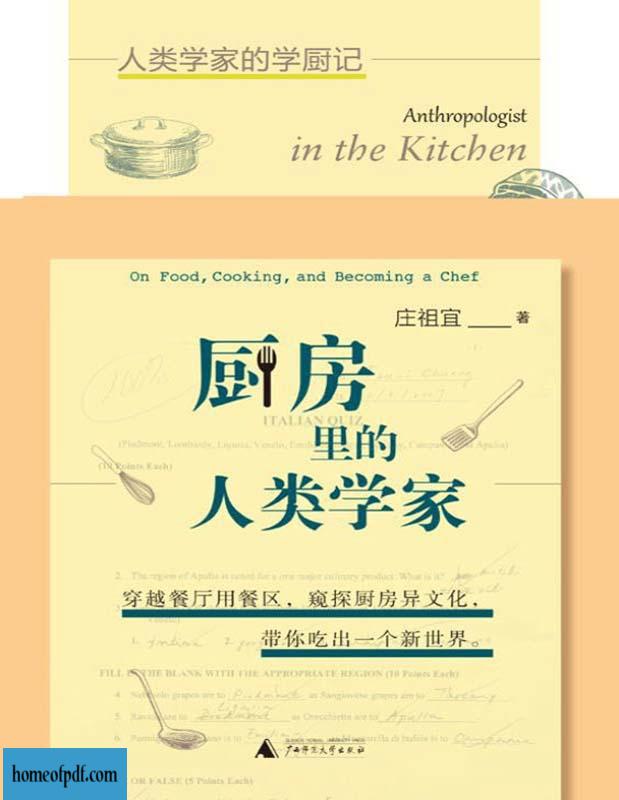 人类学家的学厨记
Anthropologist
in the Kitchen
On Food, Cooking, and Becoming a Chef
庄祖宜 著
厨房
ITALIAN QUIZ
里的
(10 Points Each)
人类学家
2. The region of Apulia is noted for a one major culinary product. What is it?
穿越餐厅用餐区，窥探厨房异文化，
带你吃出一个新世界。
FILL IN THE BLANK WITH THE APPROPRIATE REGION (10 Points Each)
4. Nebbiolo grapes are to Piedmont as Sangiovese grapes are to Tuscany
Liguria
as Orecchiette are to Apulia
广西师范大学出版社
homeofpdf.com
OR FALSE (5 Points Each)